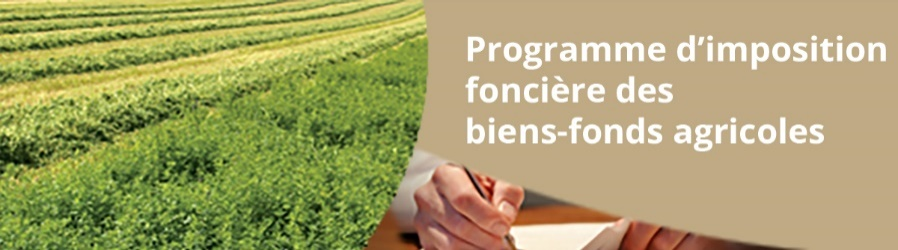 Programme d’imposition
foncière des
biens-fonds agricoles